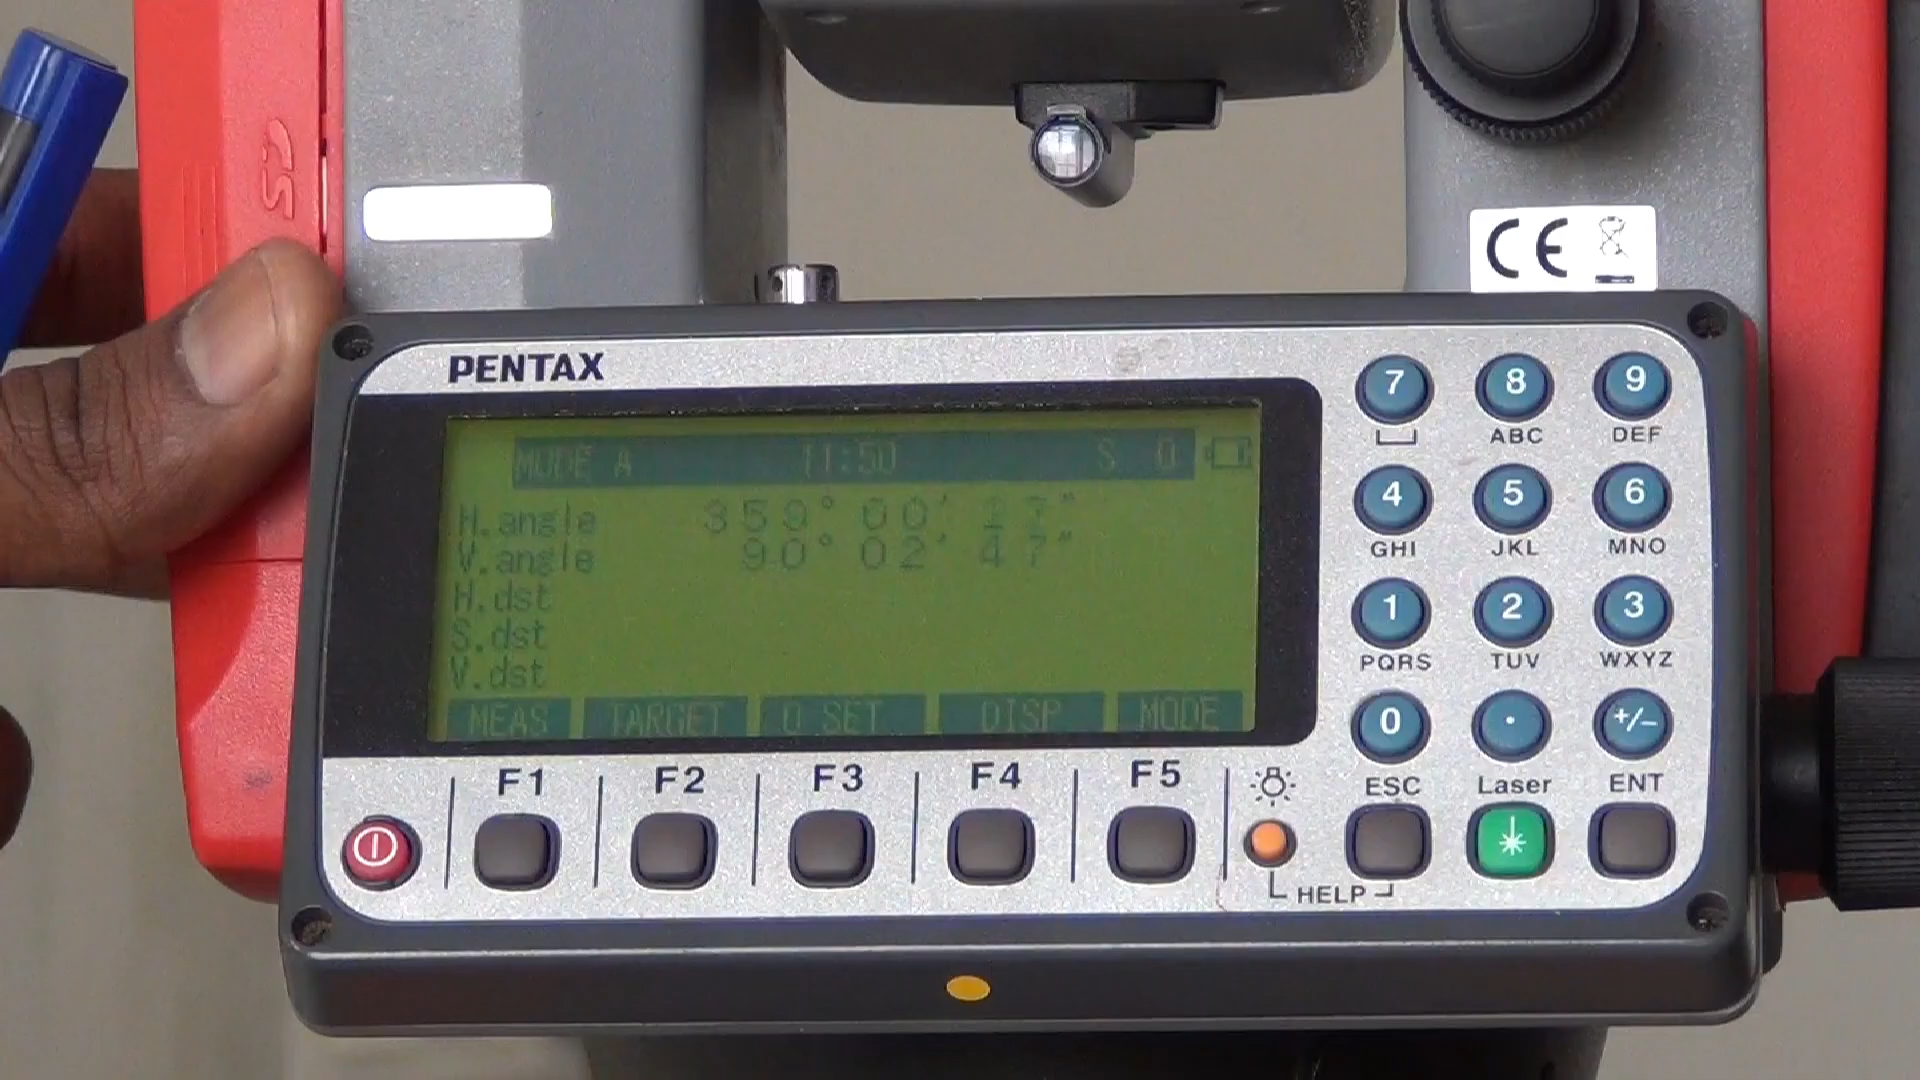 SD
CE
PENTAX
MODE A 11:50 S 0
H.angle 359°
V.angle 90° 02' 47"
H.dst
S.dst
V.dst
MEAS TARGET 0 SET DISP MODE
F1 F2 F3 F4 F5
7 8 9
ABC DEF
4 5 6
GHI JKL MNO
1 2 3
PQRS TUV WXYZ
0 . +/-
ESC Laser ENT
HELP